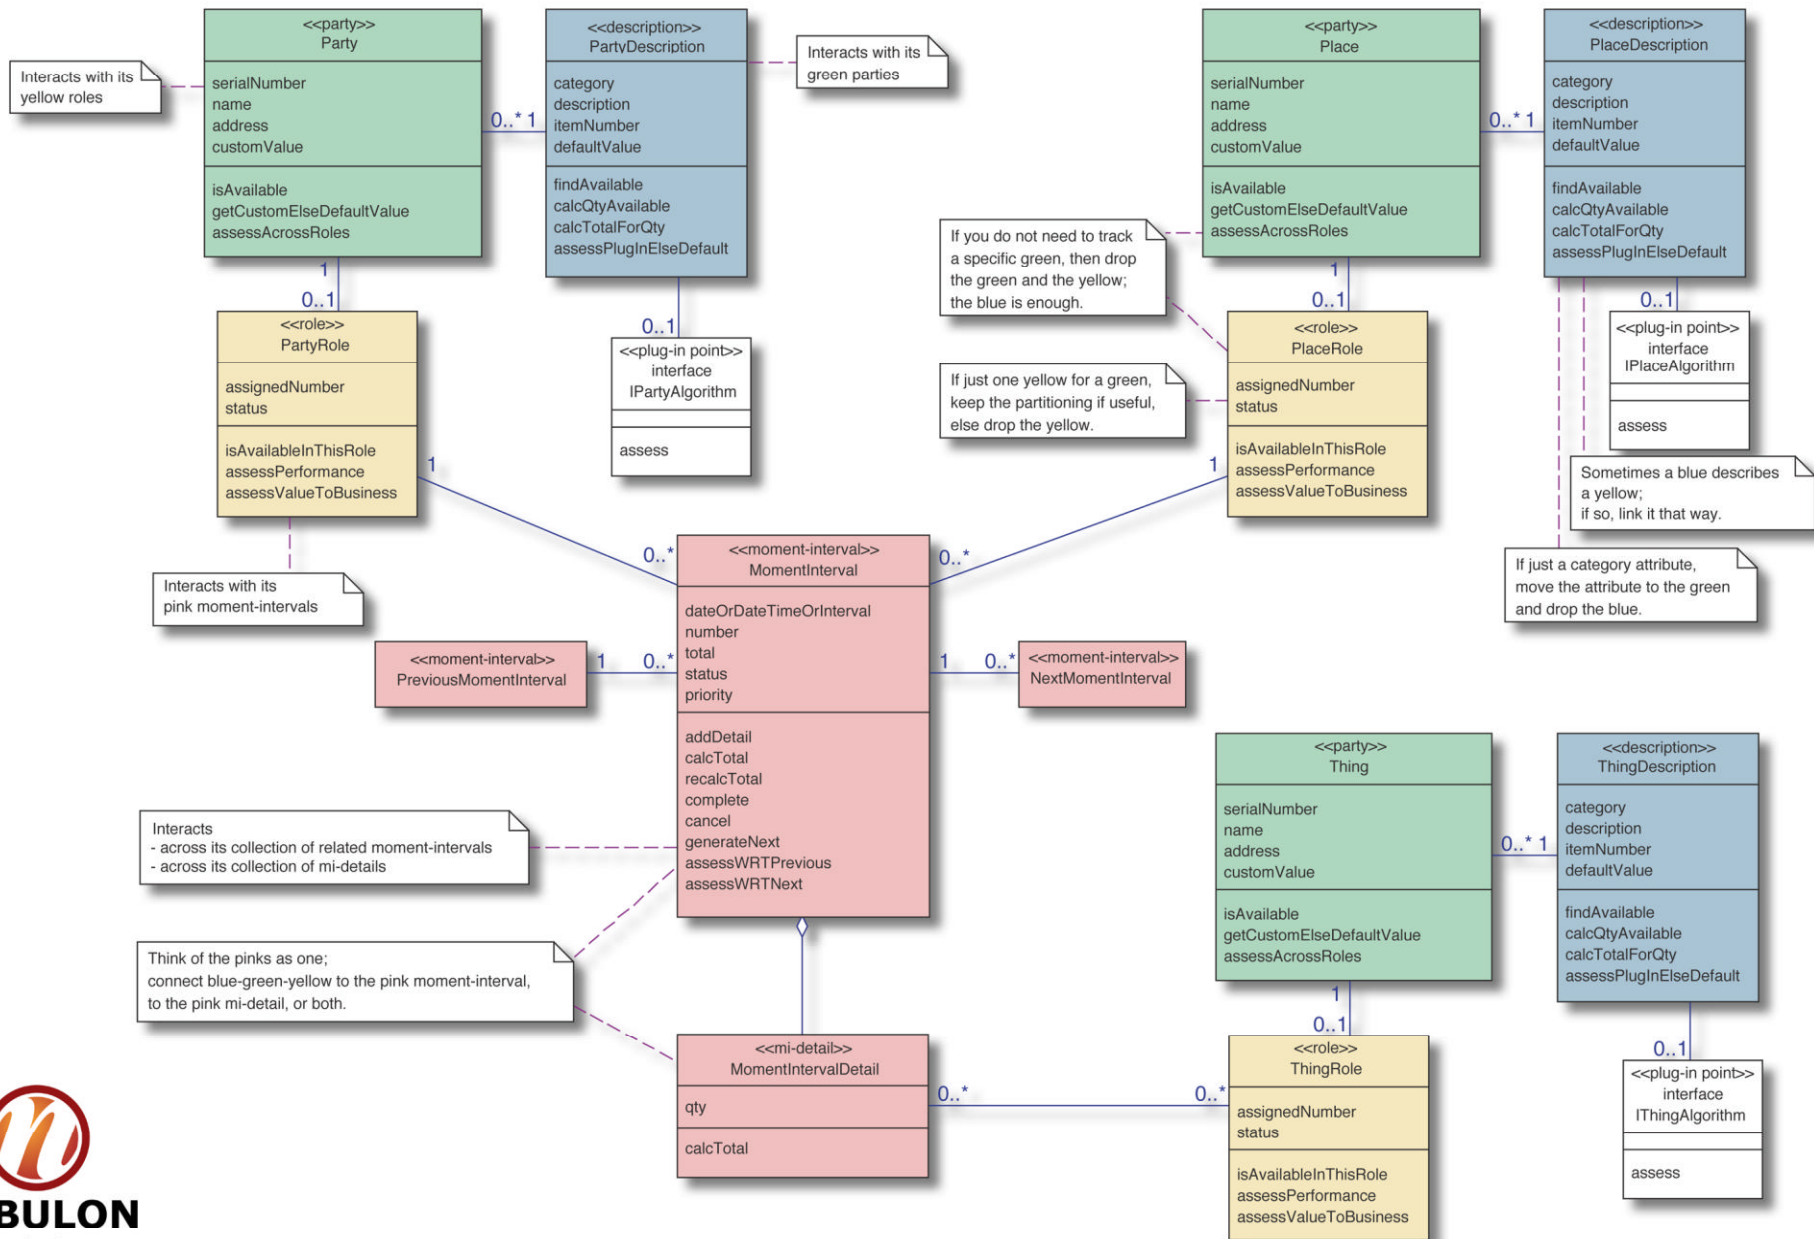 <<party>>
Party
serialNumber
name
address
customValue
isAvailable
getCustomElseDefaultValue
assessAcrossRoles
<<description>>
PartyDescription
category
description
itemNumber
defaultValue
findAvailable
calcQtyAvailable
calcTotalForQty
assessPlugInElseDefault
Interacts with its
yellow roles
Interacts with its
green parties
0..* 1
1
0..1
<<role>>
PartyRole
assignedNumber
status
isAvailableInThisRole
assessPerformance
assessValueToBusiness
0..1
<<plug-in point>>
interface
IPartyAlgorithm
assess
Interacts with its
pink moment-intervals
<<party>>
Place
serialNumber
name
address
customValue
isAvailable
getCustomElseDefaultValue
assessAcrossRoles
0..* 1
<<description>>
PlaceDescription
category
description
itemNumber
defaultValue
findAvailable
calcQtyAvailable
calcTotalForQty
assessPlugInElseDefault
If you do not need to track
a specific green, then drop
the green and the yellow;
the blue is enough.
1
0..1
<<role>>
PlaceRole
assignedNumber
status
isAvailableInThisRole
assessPerformance
assessValueToBusiness
If just one yellow for a green,
keep the partitioning if useful,
else drop the yellow.
0..1
<<plug-in point>>
interface
IPlaceAlgorithm
assess
Sometimes a blue describes
a yellow;
if so, link it that way.
If just a category attribute,
move the attribute to the green
and drop the blue.
1
0..*
1
0..*
<<moment-interval>>
MomentInterval
dateOrDateTimeOrInterval
number
total
status
priority
addDetail
calcTotal
recalcTotal
complete
cancel
generateNext
assessWRTPrevious
assessWRTNext
<<moment-interval>>
PreviousMomentInterval
1
0..*
1
0..*
<<moment-interval>>
NextMomentInterval
Interacts
- across its collection of related moment-intervals
- across its collection of mi-details
Think of the pinks as one;
connect blue-green-yellow to the pink moment-interval,
to the pink mi-detail, or both.
<<mi-detail>>
MomentIntervalDetail
qty
calcTotal
0..*
0..*
<<party>>
Thing
serialNumber
name
address
customValue
isAvailable
getCustomElseDefaultValue
assessAcrossRoles
0..* 1
<<description>>
ThingDescription
category
description
itemNumber
defaultValue
findAvailable
calcQtyAvailable
calcTotalForQty
assessPlugInElseDefault
1
0..1
<<role>>
ThingRole
assignedNumber
status
isAvailableInThisRole
assessPerformance
assessValueToBusiness
0..1
<<plug-in point>>
interface
IThingAlgorithm
assess
BULON